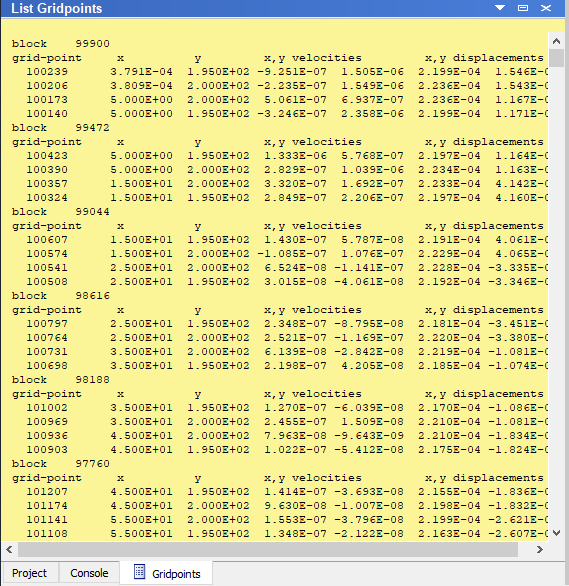 List Gridpoints
block    99900
grid-point     x          y         x,y velocities         x,y displacements
100239      3.791E-04  1.950E+02 -9.251E-07  1.505E-06  2.199E-04  1.546E-0
100206      3.809E-04  2.000E+02 -2.235E-07  1.549E-06  2.236E-04  1.543E-0
100173      5.000E+00  2.000E+02  5.061E-07  6.937E-07  2.236E-04  1.167E-0
100140      5.000E+00  1.950E+02 -3.246E-07  2.358E-06  2.199E-04  1.171E-0
block    99472
grid-point     x          y         x,y velocities         x,y displacements
100423      5.000E+00  1.950E+02  1.333E-06  5.768E-07  2.197E-04  1.164E-0
100390      5.000E+00  2.000E+02  2.829E-07  1.039E-06  2.234E-04  1.163E-0
100357      1.500E+01  2.000E+02  3.320E-07  1.692E-07  2.233E-04  4.142E-0
100324      1.500E+01  1.950E+02  2.849E-07  2.206E-07  2.197E-04  4.160E-0
block    99044
grid-point     x          y         x,y velocities         x,y displacements
100607      1.500E+01  1.950E+02  1.430E-07  5.787E-08  2.191E-04  4.061E-0
100574      1.500E+01  2.000E+02 -1.085E-07  1.076E-07  2.229E-04  4.065E-0
100541      2.500E+01  2.000E+02  6.524E-08 -1.141E-07  2.228E-04 -3.335E-0
100508      2.500E+01  1.950E+02  3.015E-08 -4.061E-08  2.192E-04 -3.346E-0
block    98616
grid-point     x          y         x,y velocities         x,y displacements
100797      2.500E+01  1.950E+02  2.348E-07 -8.795E-08  2.181E-04 -3.451E-0
100764      2.500E+01  2.000E+02  2.521E-07 -1.169E-07  2.220E-04 -3.380E-0
100731      3.500E+01  2.000E+02  6.139E-08 -2.842E-08  2.219E-04 -1.081E-0
100698      3.500E+01  1.950E+02  2.198E-07  4.205E-08  2.185E-04 -1.074E-0
block    98188
grid-point     x          y         x,y velocities         x,y displacements
101002      3.500E+01  1.950E+02  1.270E-07 -6.039E-08  2.170E-04 -1.086E-0
100969      3.500E+01  2.000E+02  2.455E-07  1.509E-08  2.210E-04 -1.081E-0
100936      4.500E+01  2.000E+02  7.963E-08 -9.643E-09  2.210E-04 -1.834E-0
100903      4.500E+01  1.950E+02  1.022E-07 -5.412E-08  2.175E-04 -1.824E-0
block    97760
grid-point     x          y         x,y velocities         x,y displacements
101207      4.500E+01  1.950E+02  1.414E-07 -3.693E-08  2.155E-04 -1.836E-0
101174      4.500E+01  2.000E+02  9.630E-08 -1.007E-08  2.198E-04 -1.832E-0
101141      5.500E+01  2.000E+02  1.553E-07 -3.796E-08  2.199E-04 -2.621E-0
101108      5.500E+01  1.950E+02  1.348E-07 -2.122E-08  2.163E-04 -2.607E-0
Project  Console  Gridpoints